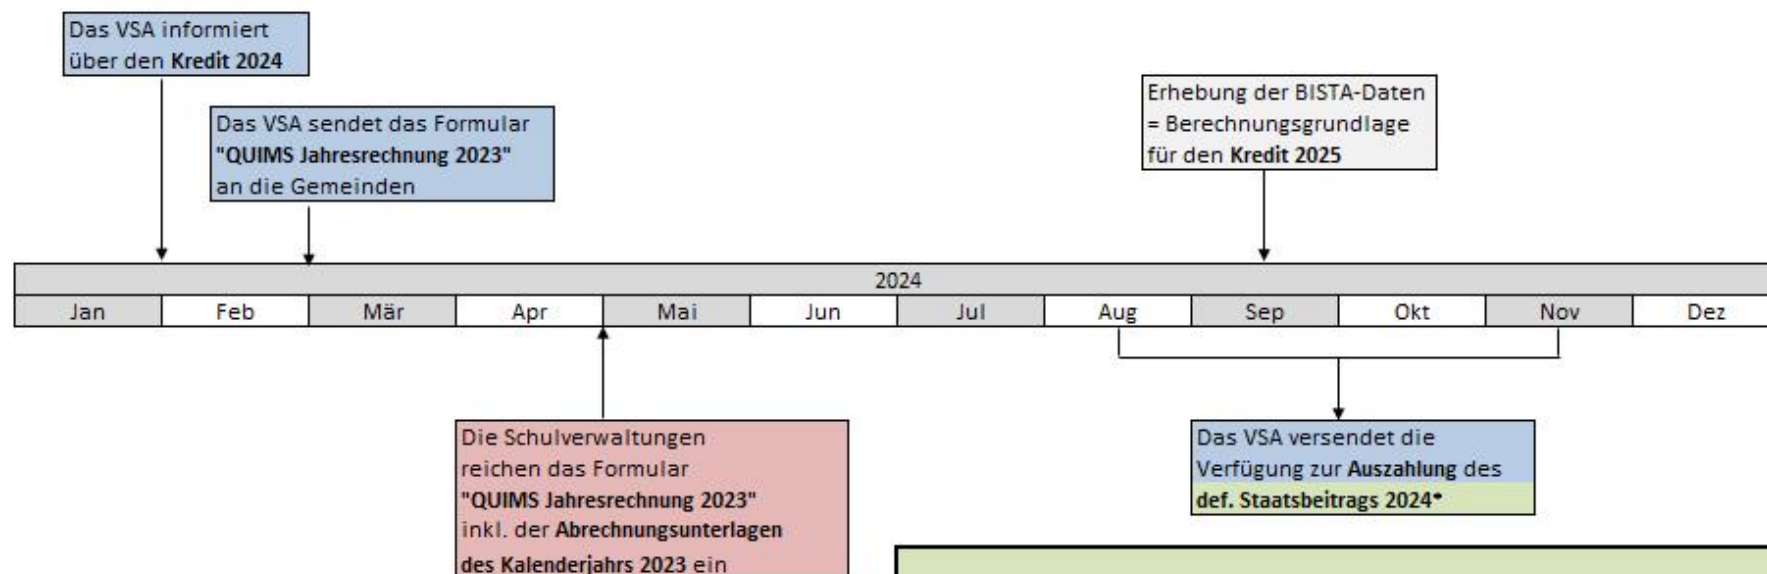 Das VSA informiert
über den Kredit 2024
Das VSA sendet das Formular
"QUIMS Jahresrechnung 2023"
an die Gemeinden
Erhebung der BISTA-Daten
= Berechnungsgrundlage
für den Kredit 2025
2024
Jan Feb Mär Apr Mai Jun Jul Aug Sep Okt Nov Dez
Die Schulverwaltungen
reichen das Formular
"QUIMS Jahresrechnung 2023"
inkl. der Abrechnungsunterlagen
des Kalenderjahrs 2023 ein
Das VSA versendet die
Verfügung zur Auszahlung des
def. Staatsbeitrags 2024*